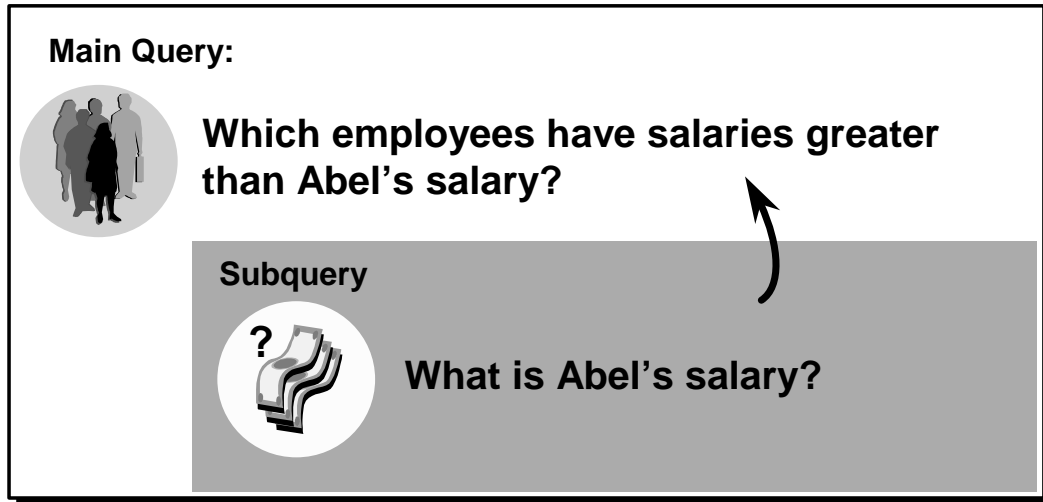 Main Query:
Which employees have salaries greater
than Abel’s salary?
Subquery
?
What is Abel’s salary?